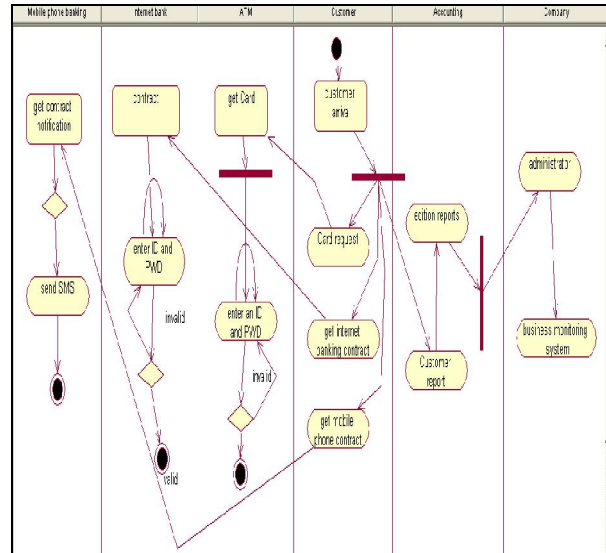 Mobile phone banking
Internet bank
ATM
Customer
Accounting
Company
get contract
notification
contract
get Card
customer
arrival
administrator
Card request
edition reports
enter ID and
PWD
send SMS
invalid
enter an ID
and PWD
get internet
banking contract
business monitoring
system
Customer
report
invalid
get mobile
phone contract
valid